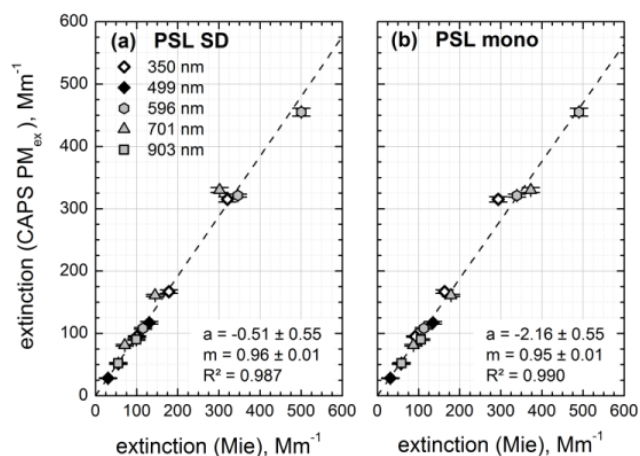 (a) PSL SD
350 nm
499 nm
596 nm
701 nm
903 nm
a = -0.51 ± 0.55
m = 0.96 ± 0.01
R² = 0.987
(b) PSL mono
a = -2.16 ± 0.55
m = 0.95 ± 0.01
R² = 0.990
600
500
400
300
200
100
0
extinction (CAPS PMex), Mm-1
0 100 200 300 400 500 600
0 100 200 300 400 500 600
extinction (Mie), Mm-1
extinction (Mie), Mm-1